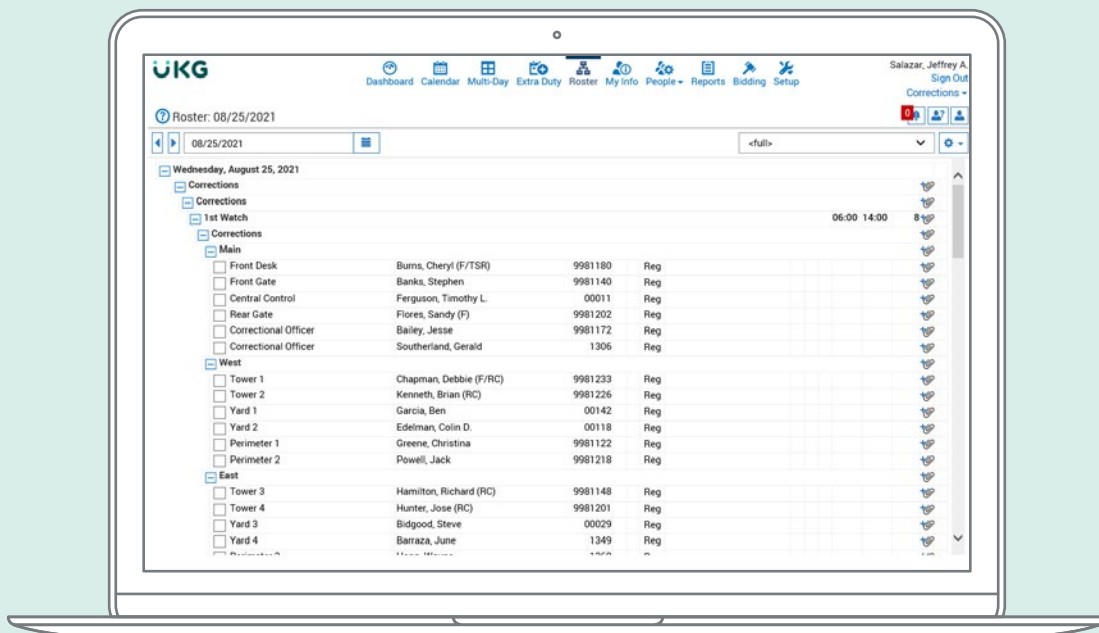 UKG
Dashboard Calendar Multi-Day Extra Duty Roster My Info People Reports Bidding Setup
Salazar, Jeffrey A.
Sign Out
Corrections
Roster: 08/25/2021
0
08/25/2021 <full>
Wednesday, August 25, 2021
Corrections
Corrections
1st Watch 06:00 14:00 8
Corrections
Main
Front Desk Burns, Cheryl (F/TSR) 9981180 Reg
Front Gate Banks, Stephen 9981140 Reg
Central Control Ferguson, Timothy L. 00011 Reg
Rear Gate Flores, Sandy (F) 9981202 Reg
Correctional Officer Bailey, Jesse 9981172 Reg
Correctional Officer Southerland, Gerald 1306 Reg
West
Tower 1 Chapman, Debbie (F/RC) 9981233 Reg
Tower 2 Kenneth, Brian (RC) 9981226 Reg
Yard 1 Garcia, Ben 00142 Reg
Yard 2 Edelman, Colin D. 00118 Reg
Perimeter 1 Greene, Christina 9981122 Reg
Perimeter 2 Powell, Jack 9981218 Reg
East
Tower 3 Hamilton, Richard (RC) 9981148 Reg
Tower 4 Hunter, Jose (RC) 9981201 Reg
Yard 3 Bidgood, Steve 00029 Reg
Yard 4 Barraza, June 1349 Reg